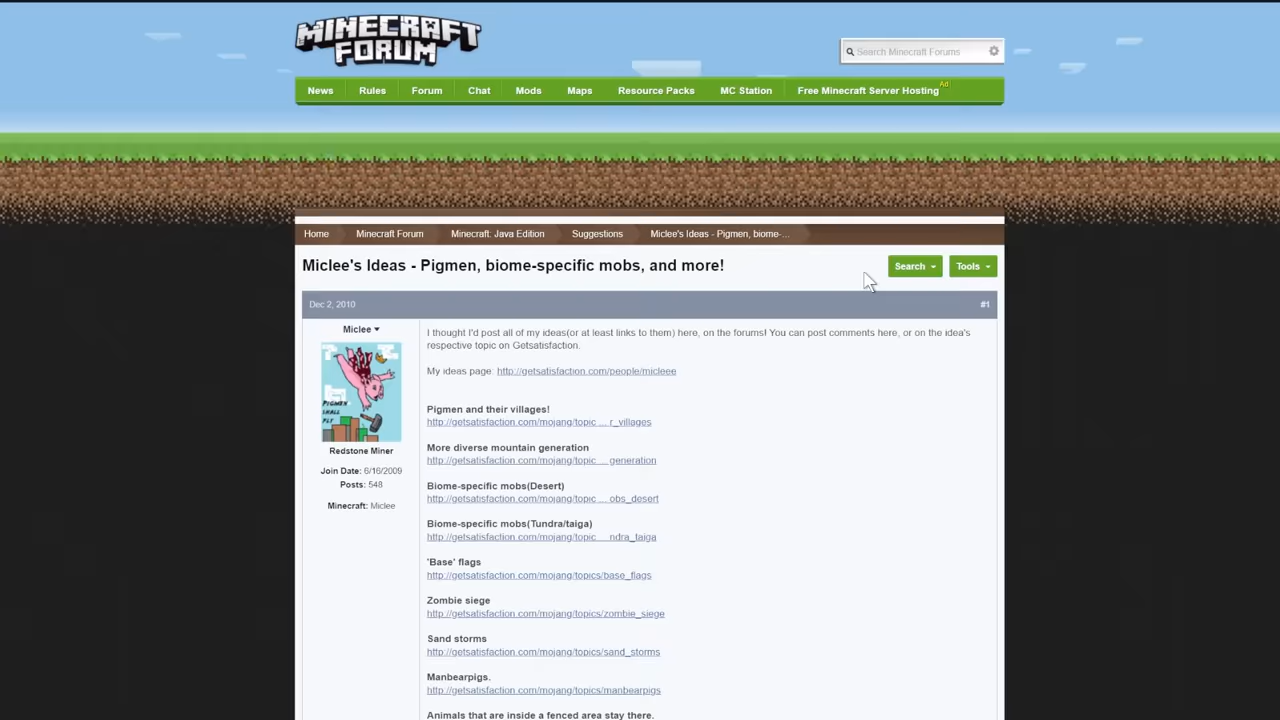 MINECRAFT
FORUM
Search Minecraft Forums
News
Rules
Forum
Chat
Mods
Maps
Resource Packs
MC Station
Free Minecraft Server Hosting
Ad
Home
Minecraft Forum
Minecraft: Java Edition
Suggestions
Miclee's Ideas - Pigmen, biome-...
Miclee's Ideas - Pigmen, biome-specific mobs, and more!
Search
Tools
Dec 2, 2010
#1
Miclee
PIGMEN
SHALL
FLY
Redstone Miner
Join Date: 6/16/2009
Posts: 548
Minecraft: Miclee
I thought I'd post all of my ideas(or at least links to them) here, on the forums! You can post comments here, or on the idea's
respective topic on Getsatisfaction.
My ideas page: http://getsatisfaction.com/people/micleee
Pigmen and their villages!
http://getsatisfaction.com/mojang/topic ... r_villages
More diverse mountain generation
http://getsatisfaction.com/mojang/topic ... generation
Biome-specific mobs(Desert)
http://getsatisfaction.com/mojang/topic ... obs_desert
Biome-specific mobs(Tundra/taiga)
http://getsatisfaction.com/mojang/topic ... ndra_taiga
'Base' flags
http://getsatisfaction.com/mojang/topics/base_flags
Zombie siege
http://getsatisfaction.com/mojang/topics/zombie_siege
Sand storms
http://getsatisfaction.com/mojang/topics/sand_storms
Manbearpigs.
http://getsatisfaction.com/mojang/topics/manbearpigs
Animals that are inside a fenced area stay there.